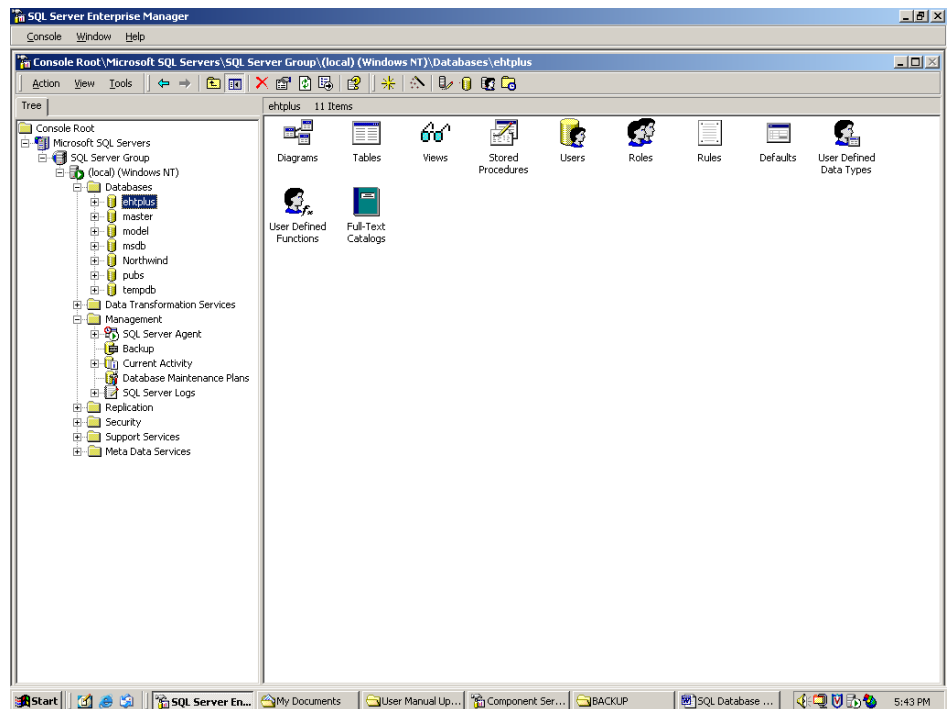 SQL Server Enterprise Manager
Console Window Help
Console Root\Microsoft SQL Servers\SQL Server Group\(local) (Windows NT)\Databases\ehtplus
Action View Tools
Tree
ehtplus 11 Items
Console Root
Microsoft SQL Servers
SQL Server Group
(local) (Windows NT)
Databases
ehtplus
master
model
msdb
Northwind
pubs
tempdb
Data Transformation Services
Management
SQL Server Agent
Backup
Current Activity
Database Maintenance Plans
SQL Server Logs
Replication
Security
Support Services
Meta Data Services
Diagrams
Tables
Views
Stored
Procedures
Users
Roles
Rules
Defaults
User Defined
Data Types
User Defined
Functions
Full-Text
Catalogs
Start
SQL Server En...
My Documents
User Manual Up...
Component Ser...
BACKUP
SQL Database ...
5:43 PM